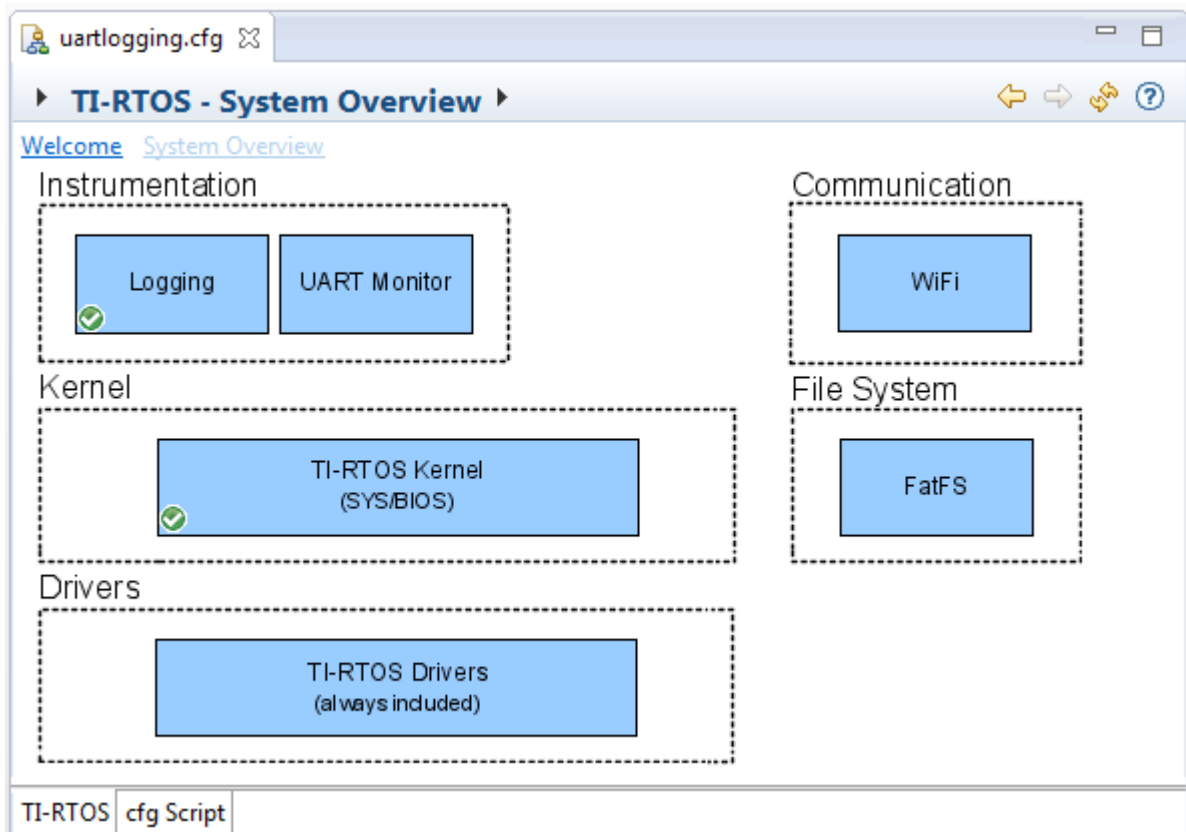 uartlogging.cfg
TI-RTOS - System Overview
Welcome System Overview
Instrumentation
Logging
UART Monitor
Communication
WiFi
Kernel
TI-RTOS Kernel
(SYS/BIOS)
File System
FatFS
Drivers
TI-RTOS Drivers
(always included)
TI-RTOS
cfg Script